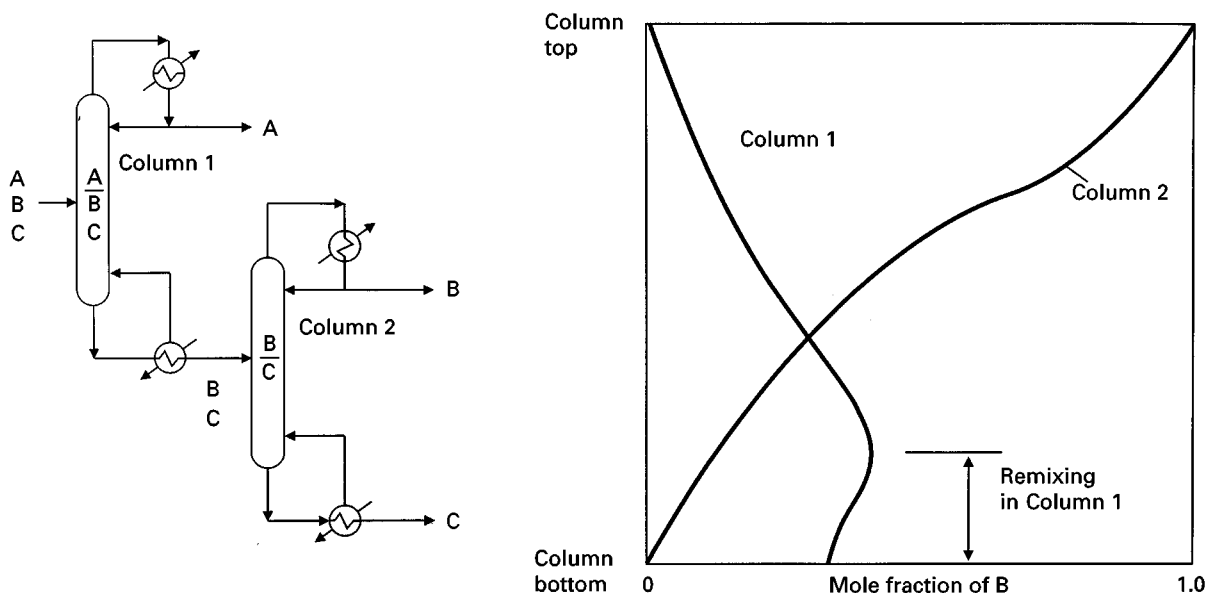 A
Column 1
A
B
C
A
B
C
B
Column 2
B
C
B
C
C
Column
top
Column 1
Column 2
Remixing
in Column 1
Column
bottom
0
Mole fraction of B
1.0